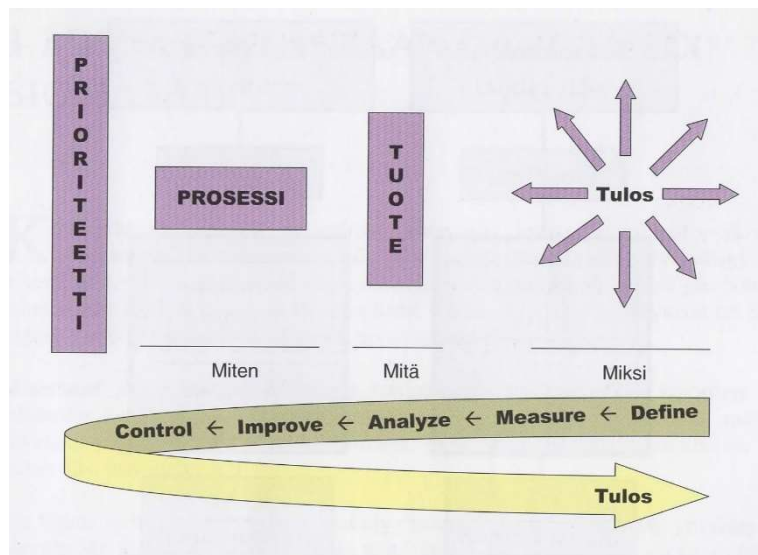 PRIORITEETTI
PROSESSI
TUOTE
Tulos
Miten
Mitä
Miksi
Control ← Improve ← Analyze ← Measure ← Define
Tulos